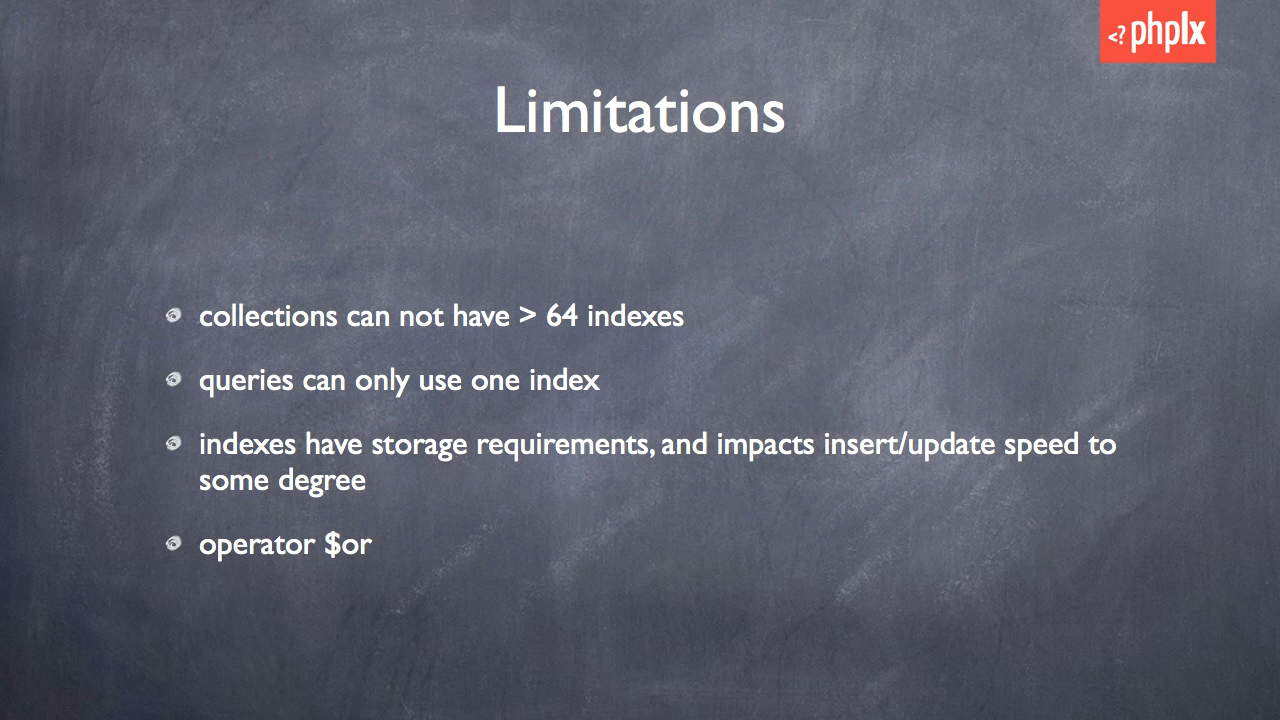 <? phplx
Limitations
collections can not have > 64 indexes
queries can only use one index
indexes have storage requirements, and impacts insert/update speed to
some degree
operator $or